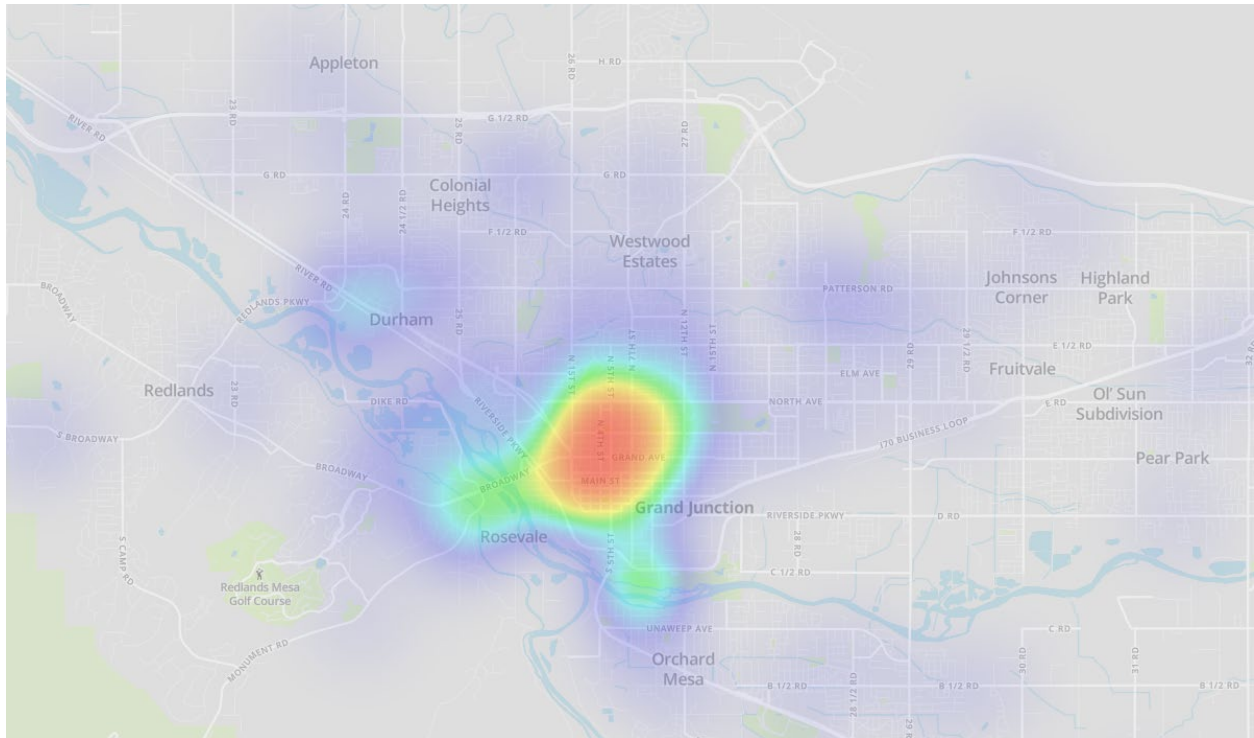 Appleton
26 RD
H RD
23 RD
RIVER RD
G 1/2 RD
25 RD
27 RD
G RD
G RD
24 RD
24 1/2 RD
Colonial
Heights
F 1/2 RD
F 1/2 RD
Westwood
Estates
RIVER RD
REDLANDS PKWY
BROADWAY
PATTERSON RD
Johnsons
Corner
Highland
Park
Durham
25 RD
N 7TH ST
N 12TH ST
N 15TH ST
29 RD
29 1/2 RD
E 1/2 RD
32 RD
N 1ST ST
N 5TH ST
ELM AVE
Fruitvale
Redlands
23 RD
DIKE RD
RIVERSIDE PKWY
NORTH AVE
E RD
Ol' Sun
Subdivision
S BROADWAY
N 4TH ST
I70 BUSINESS LOOP
GRAND AVE
Pear Park
BROADWAY
BROADWAY
MAIN ST
Grand Junction
RIVERSIDE PKWY
D RD
Rosevale
S 5TH ST
28 RD
S CAMP RD
C 1/2 RD
Redlands Mesa
Golf Course
UNAWEEP AVE
C RD
MONUMENT RD
Orchard
Mesa
30 RD
31 RD
B 1/2 RD
28 1/2 RD
B 1/2 RD
B 1/2 RD
29 RD